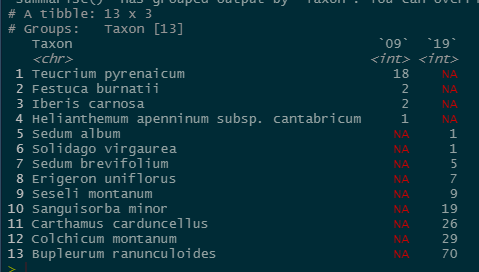 `summarise()` has grouped output by 'Taxon'. You can overri
# A tibble: 13 x 3
# Groups: Taxon [13]
Taxon `09` `19`
<chr> <int> <int>
1 Teucrium pyrenaicum 18 NA
2 Festuca burnatii 2 NA
3 Iberis carnosa 2 NA
4 Helianthemum apenninum subsp. cantabricum 1 NA
5 Sedum album NA 1
6 Solidago virgaurea NA 1
7 Sedum brevifolium NA 5
8 Erigeron uniflorus NA 7
9 Seseli montanum NA 9
10 Sanguisorba minor NA 19
11 Carthamus carduncellus NA 26
12 Colchicum montanum NA 29
13 Bupleurum ranunculoides NA 70
>